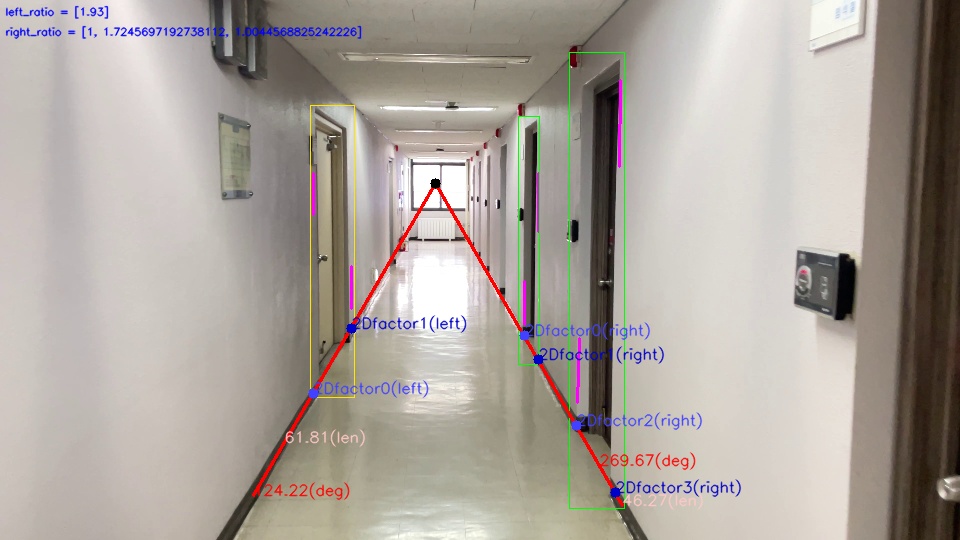 left_ratio = [1.93]
right_ratio = [1, 1.7245697192738112, 1.0044568825242226]
2Dfactor1(left)
2Dfactor0(right)
2Dfactor1(right)
2Dfactor0(left)
2Dfactor2(right)
61.81(len)
269.67(deg)
24.22(deg)
2Dfactor3(right)
46.27(len)